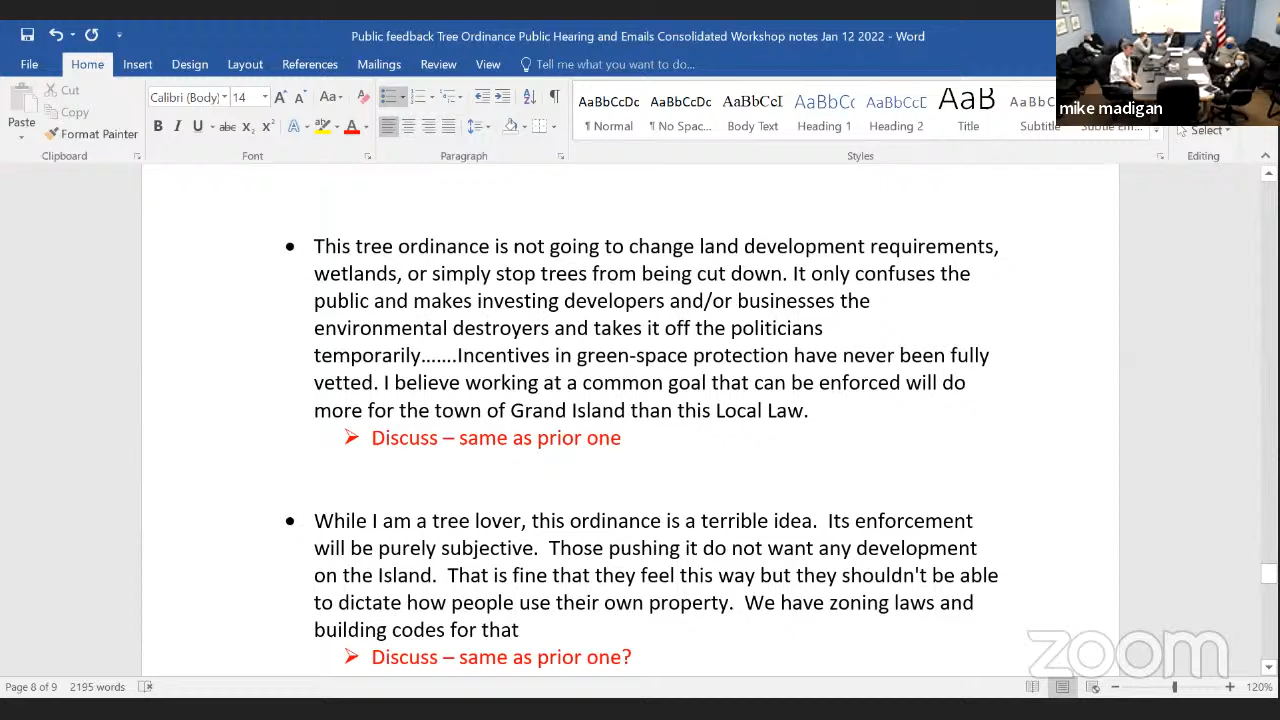 Public feedback Tree Ordinance Public Hearing and Emails Consolidated Workshop notes Jan 12 2022 - Word
File Home Insert Design Layout References Mailings Review View Tell me what you want to do...
Cut
Copy
Format Painter
Paste
Calibri (Body) 14
AaBbCcDc AaBbCcDc AaBbCcI AaBbCc AaBbCcD AaB
¶ Normal ¶ No Spac... Body Text Heading 1 Heading 2 Title Subtitle
Select
Clipboard Font Paragraph Styles Editing
mike madigan
• This tree ordinance is not going to change land development requirements,
wetlands, or simply stop trees from being cut down. It only confuses the
public and makes investing developers and/or businesses the
environmental destroyers and takes it off the politicians
temporarily…….Incentives in green-space protection have never been fully
vetted. I believe working at a common goal that can be enforced will do
more for the town of Grand Island than this Local Law.
➢ Discuss – same as prior one
• While I am a tree lover, this ordinance is a terrible idea.  Its enforcement
will be purely subjective.  Those pushing it do not want any development
on the Island.  That is fine that they feel this way but they shouldn't be able
to dictate how people use their own property.  We have zoning laws and
building codes for that
➢ Discuss – same as prior one?
zoom
Page 8 of 9 2195 words 120%